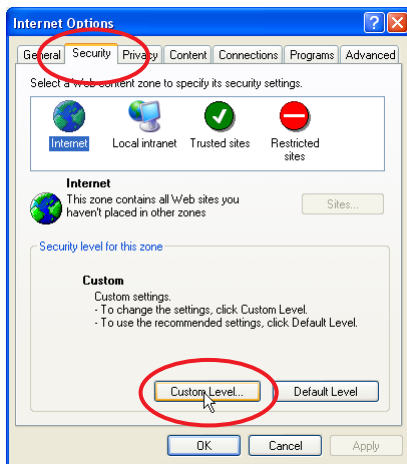 Internet Options
General Security Privacy Content Connections Programs Advanced
Select a Web content zone to specify its security settings.
Internet Local intranet Trusted sites Restricted sites
Internet
This zone contains all Web sites you
haven't placed in other zones
Sites...
Security level for this zone
Custom
Custom settings.
- To change the settings, click Custom Level.
- To use the recommended settings, click Default Level.
Custom Level... Default Level
OK Cancel Apply